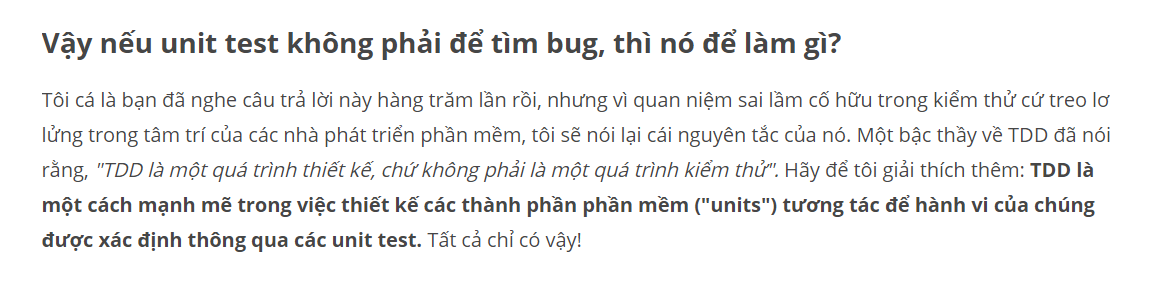 Vậy nếu unit test không phải để tìm bug, thì nó để làm gì?
Tôi cá là bạn đã nghe câu trả lời này hàng trăm lần rồi, nhưng vì quan niệm sai lầm cố hữu trong kiểm thử cứ treo lơ
lửng trong tâm trí của các nhà phát triển phần mềm, tôi sẽ nói lại cái nguyên tắc của nó. Một bậc thầy về TDD đã nói
rằng, "TDD là một quá trình thiết kế, chứ không phải là một quá trình kiểm thử". Hãy để tôi giải thích thêm: TDD là
một cách mạnh mẽ trong việc thiết kế các thành phần phần mềm ("units") tương tác để hành vi của chúng
được xác định thông qua các unit test. Tất cả chỉ có vậy!